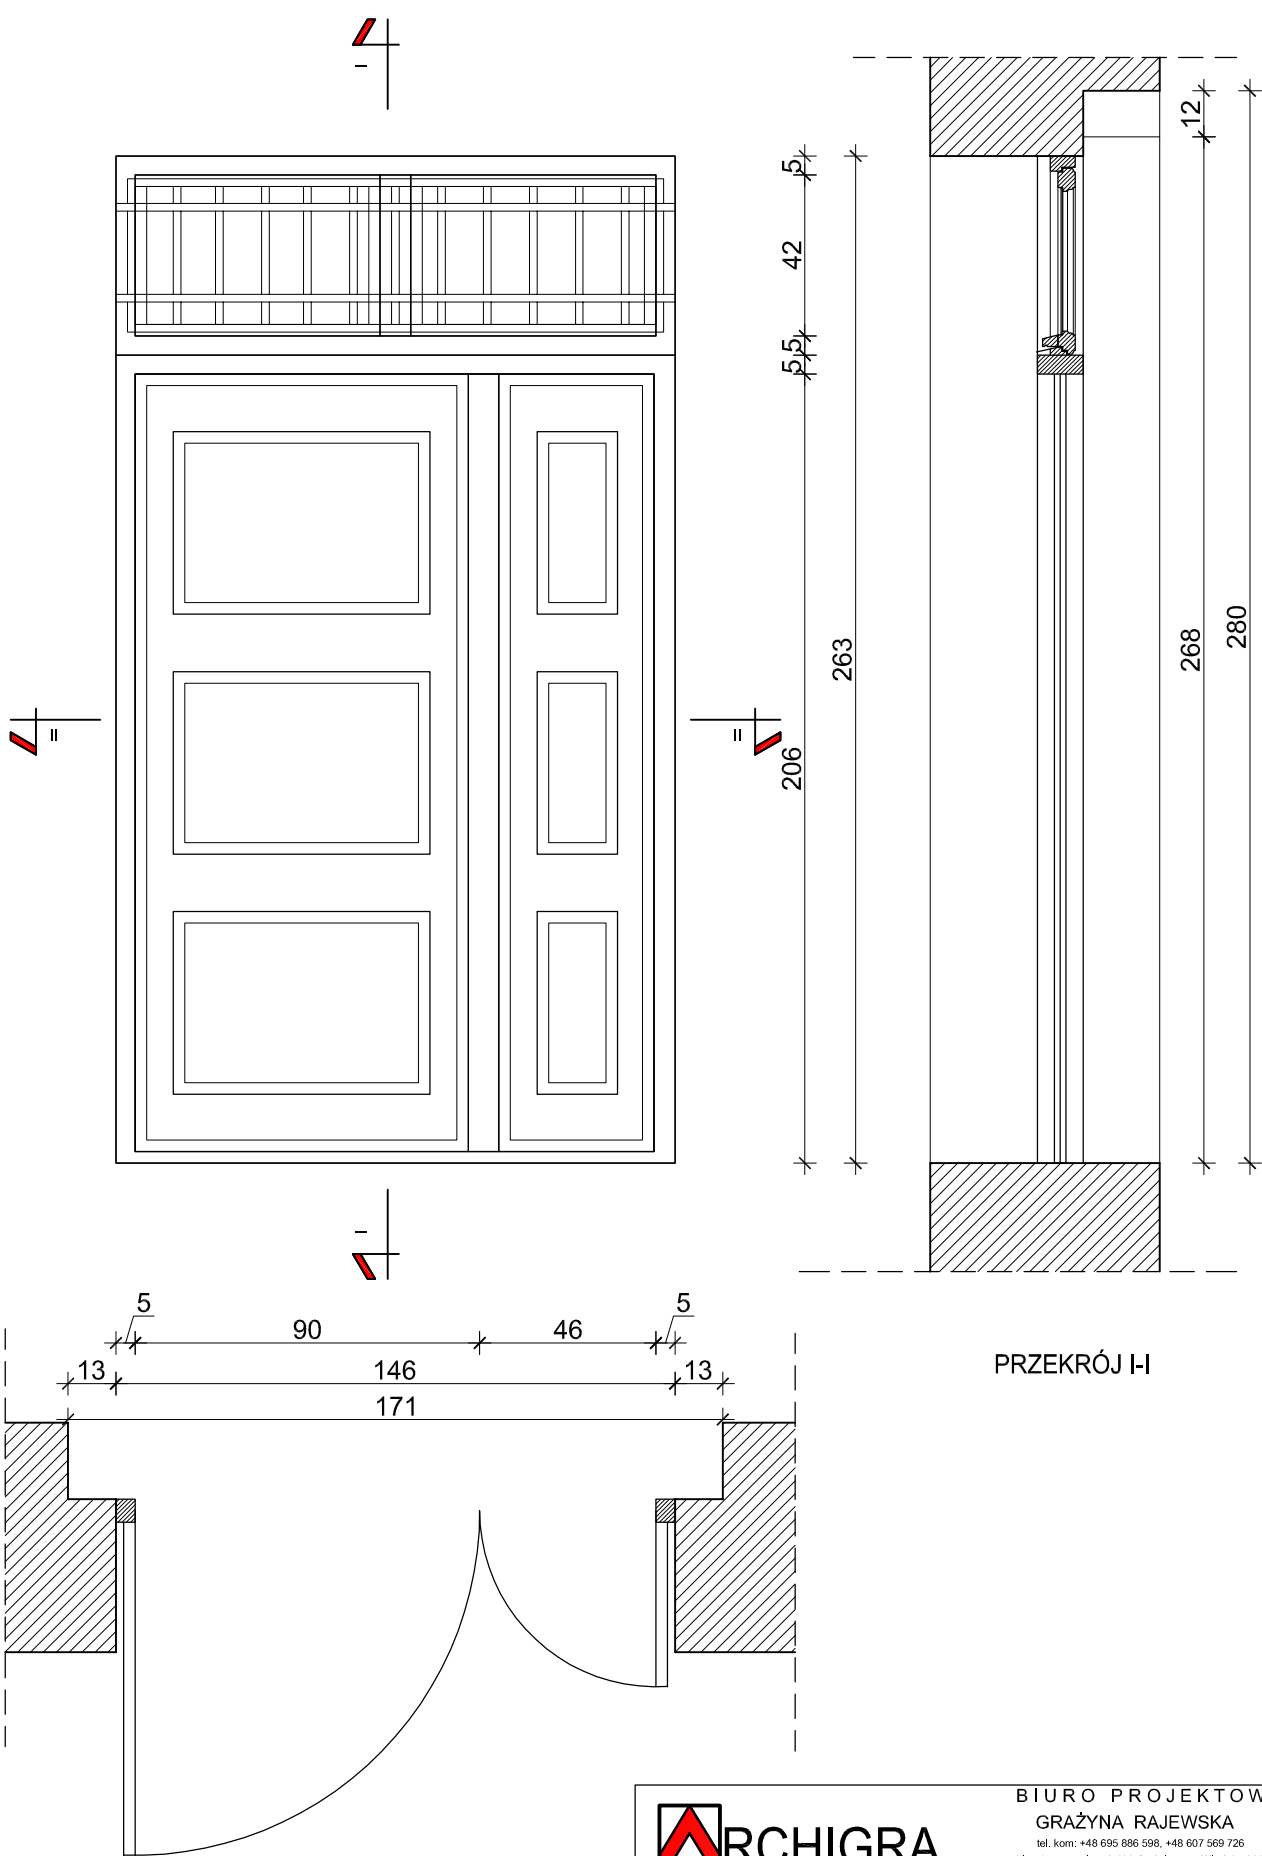 I
12
5
42
5
5
263
268
280
206
II
II
I
5
5
90
46
13
146
13
171
PRZEKRÓJ I-I
BIURO PROJEKTOW
GRAŻYNA RAJEWSKA
tel. kom: +48 695 886 598, +48 607 569 726
RCHIGRA